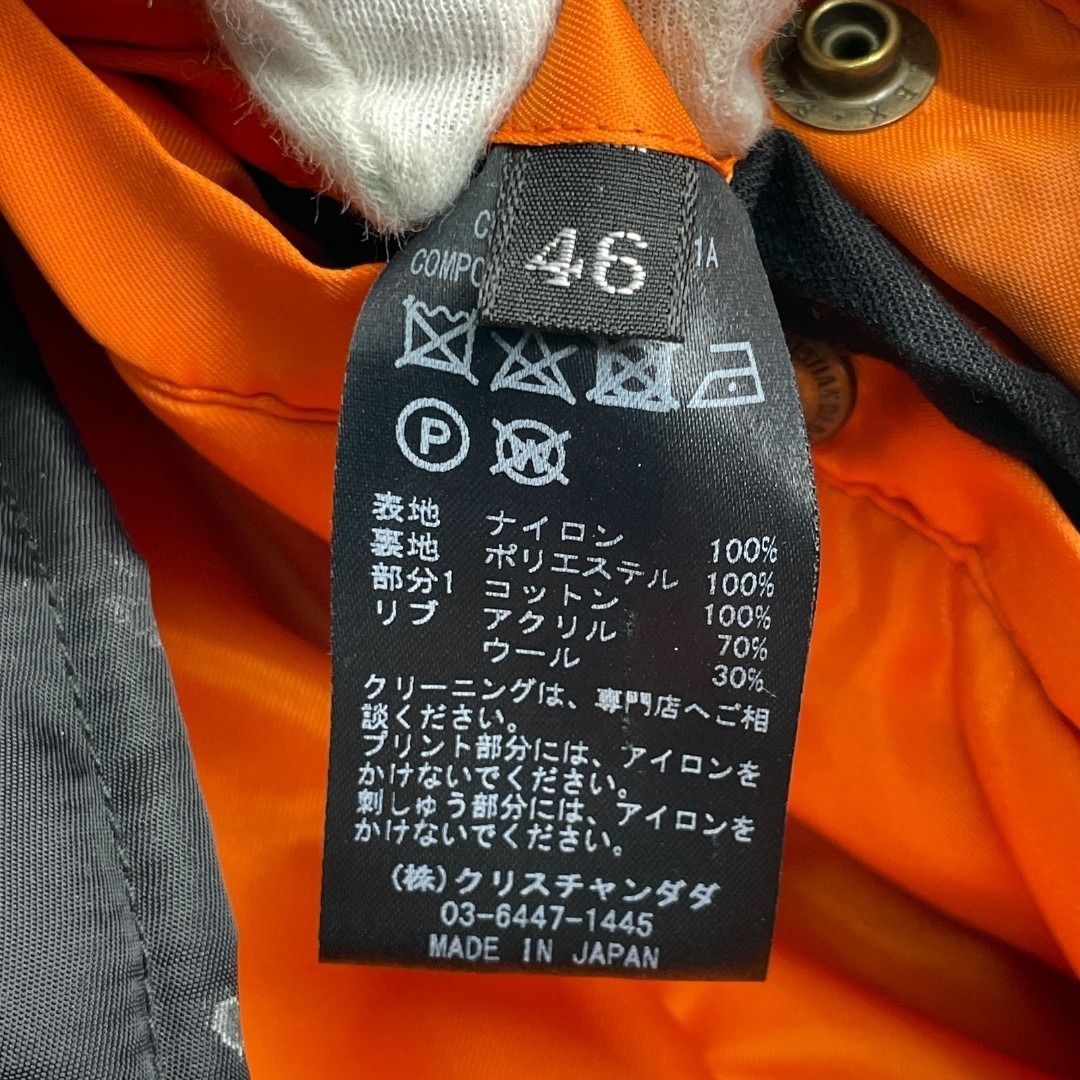 46
1A
表地 ナイロン 100%
裏地 ポリエステル 100%
部分1 コットン 100%
リブ アクリル 70%
ウール 30%
クリーニングは、専門店へご相
談ください。
プリント部分には、アイロンを
かけないでください。
刺しゅう部分には、アイロンを
かけないでください。
(株)クリスチャンダダ
03-6447-1445
MADE IN JAPAN
P
W